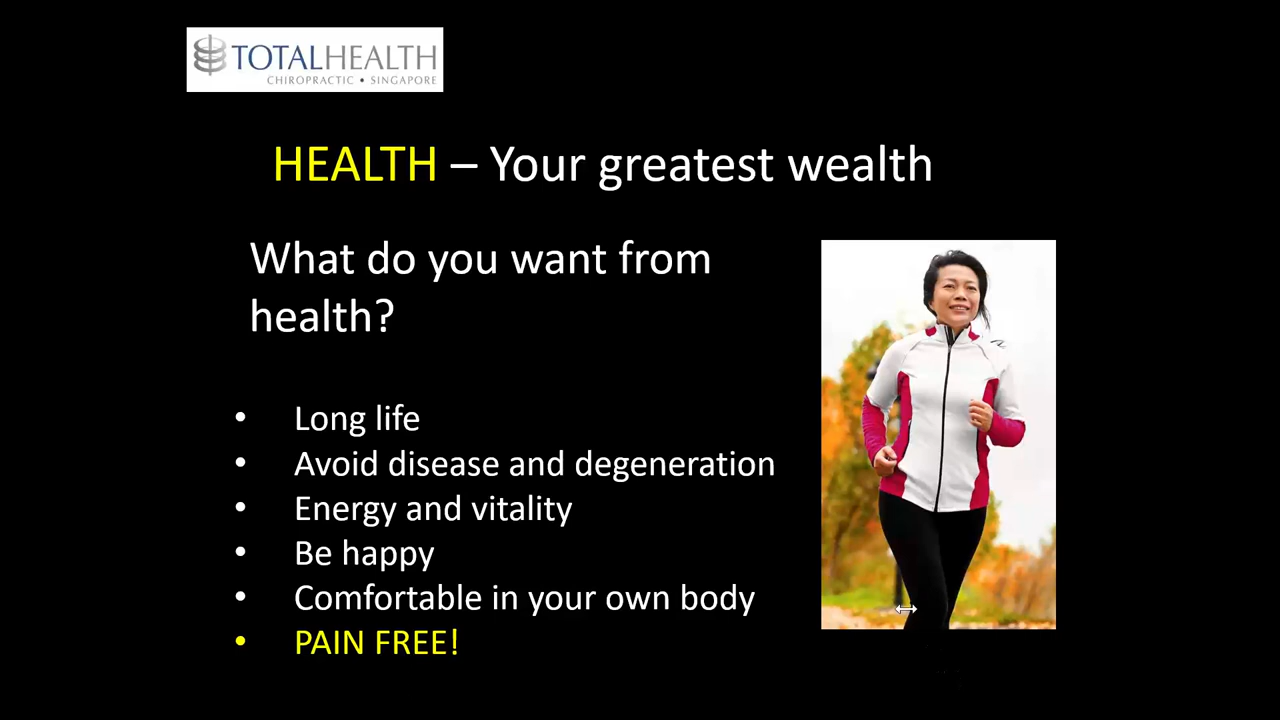 TOTALHEALTH
CHIROPRACTIC • SINGAPORE
HEALTH – Your greatest wealth
What do you want from
health?
• Long life
• Avoid disease and degeneration
• Energy and vitality
• Be happy
• Comfortable in your own body
• PAIN FREE!